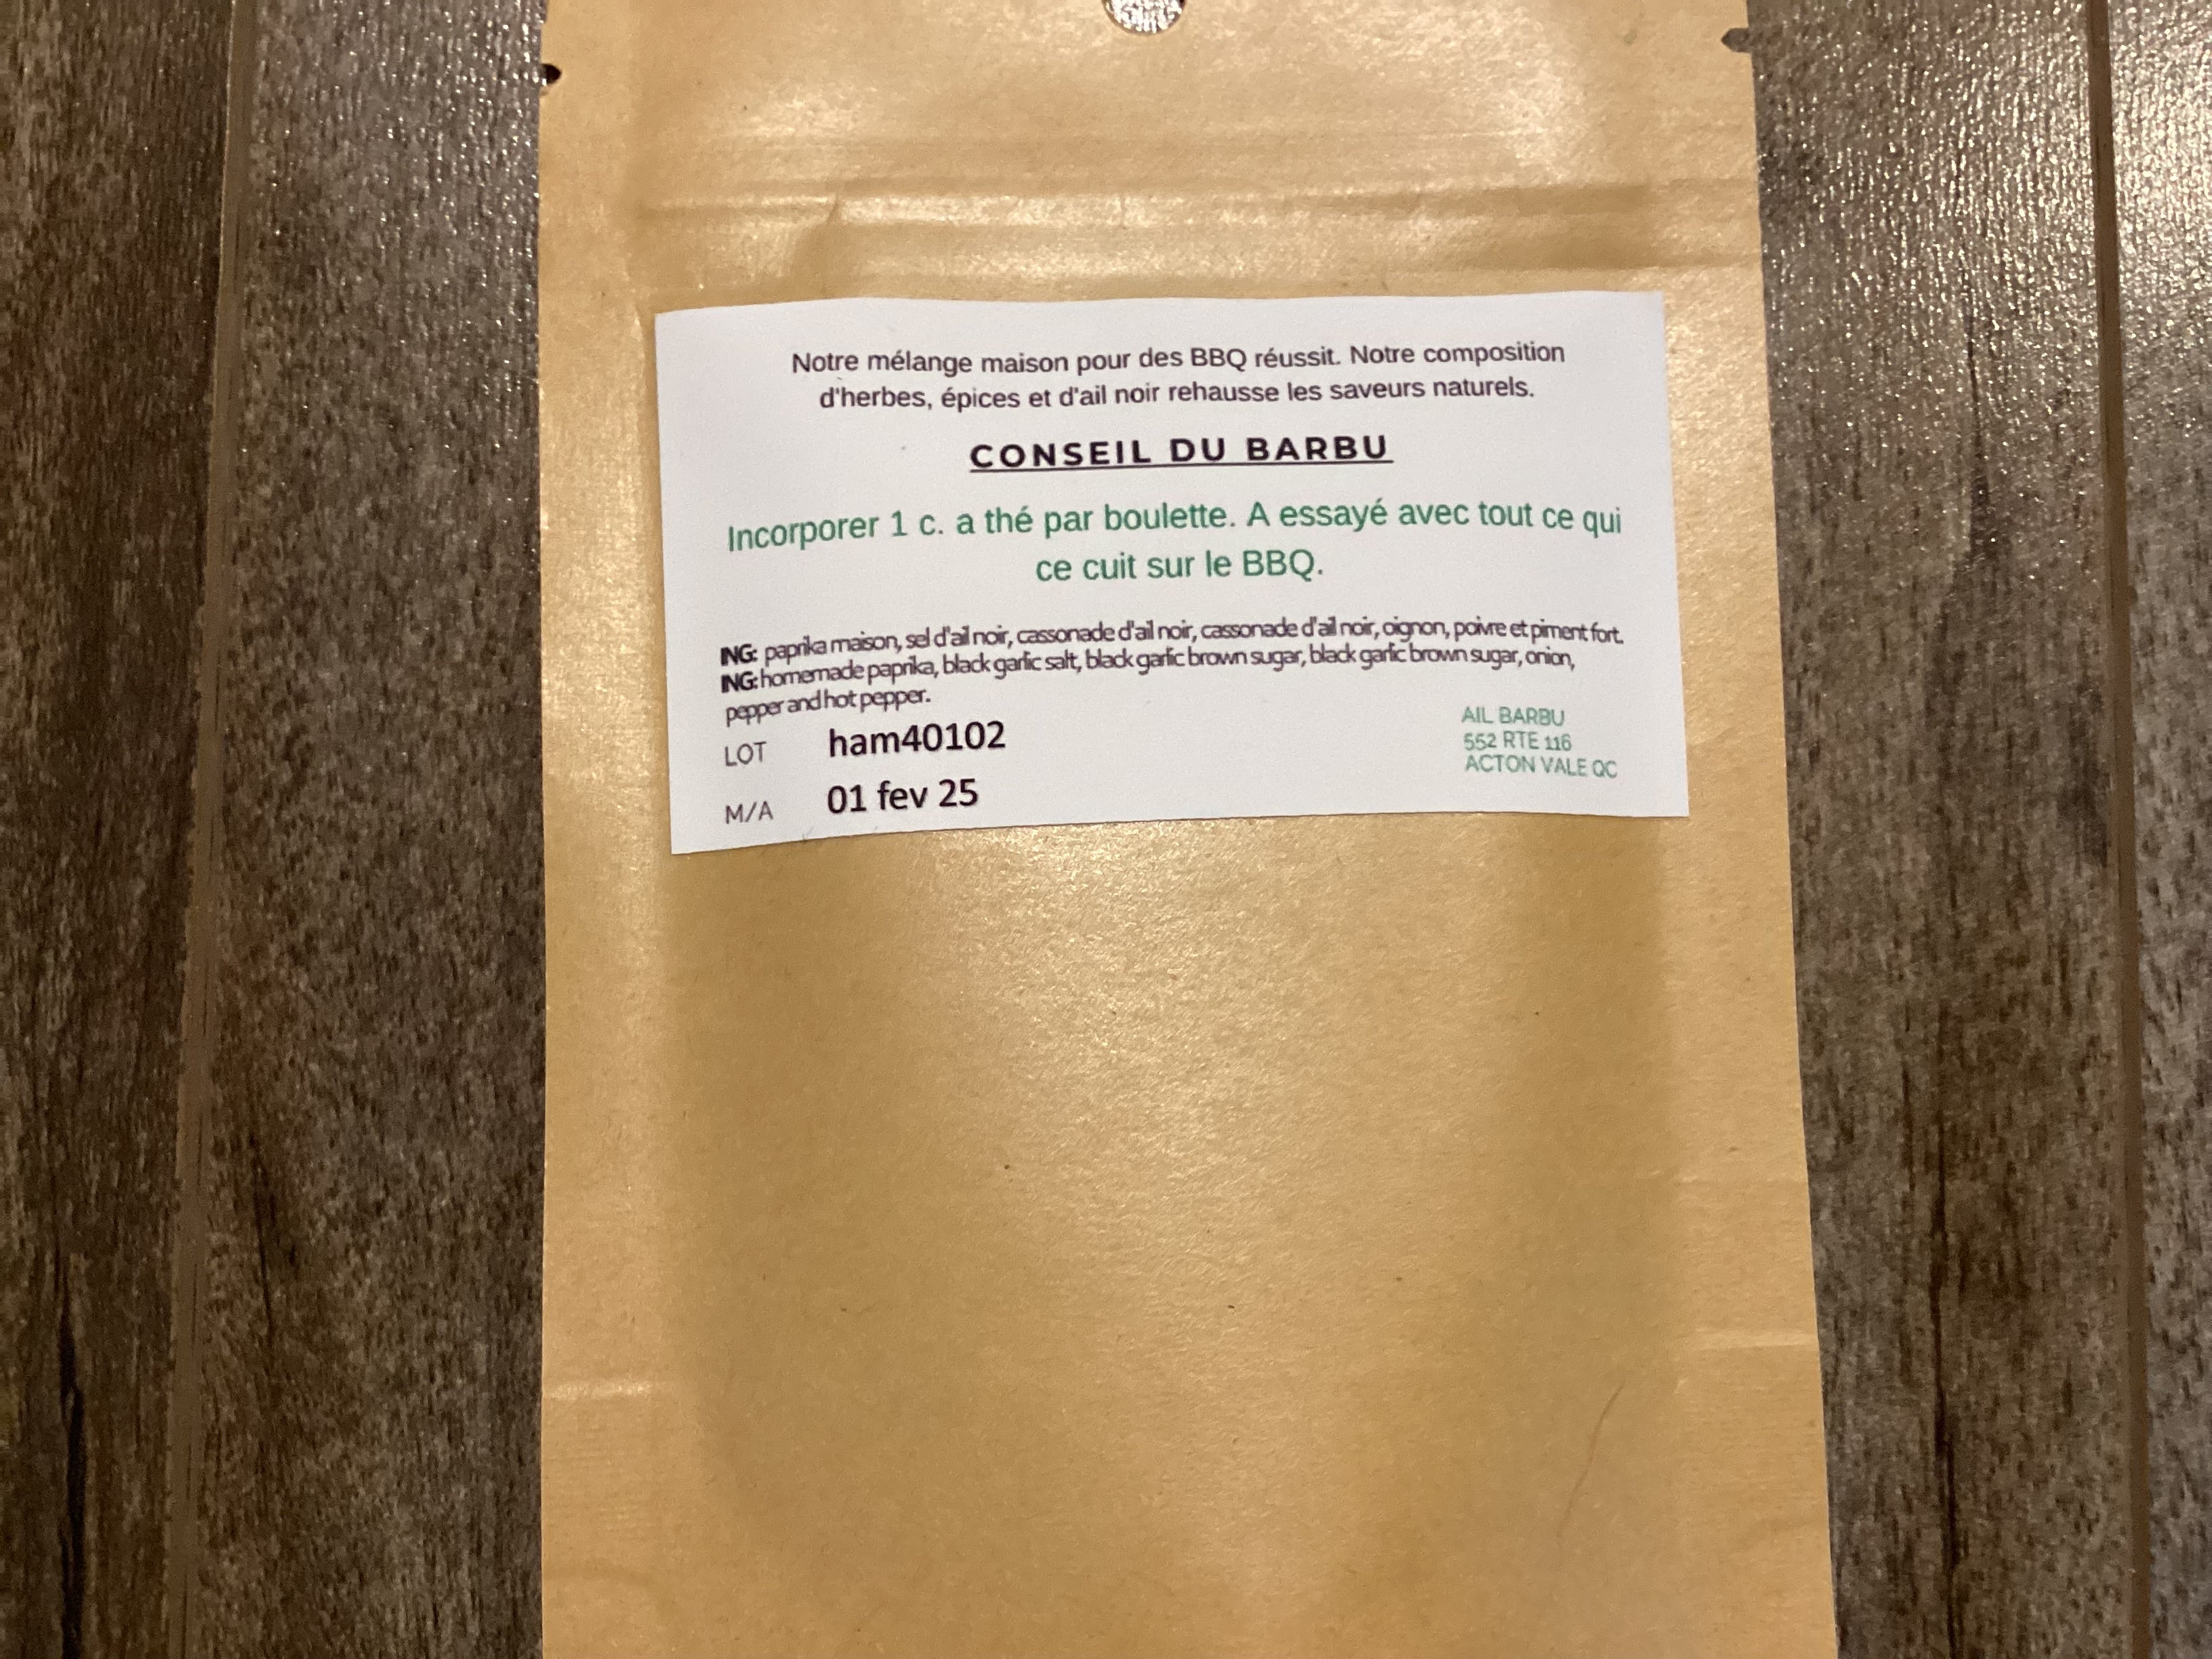 Notre mélange maison pour des BBQ réussit. Notre composition
d'herbes, épices et d'ail noir rehausse les saveurs naturels.
CONSEIL DU BARBU
Incorporer 1 c. a thé par boulette. A essayé avec tout ce qui
ce cuit sur le BBQ.
ING: paprika maison, sel d'ail noir, cassonade d'ail noir, cassonade d'ail noir, oignon, poivre et piment fort.
ING: homemade paprika, black garlic salt, black garlic brown sugar, black garlic brown sugar, onion,
pepper and hot pepper.
LOT ham40102
M/A 01 fev 25
AIL BARBU
552 RTE 116
ACTON VALE QC